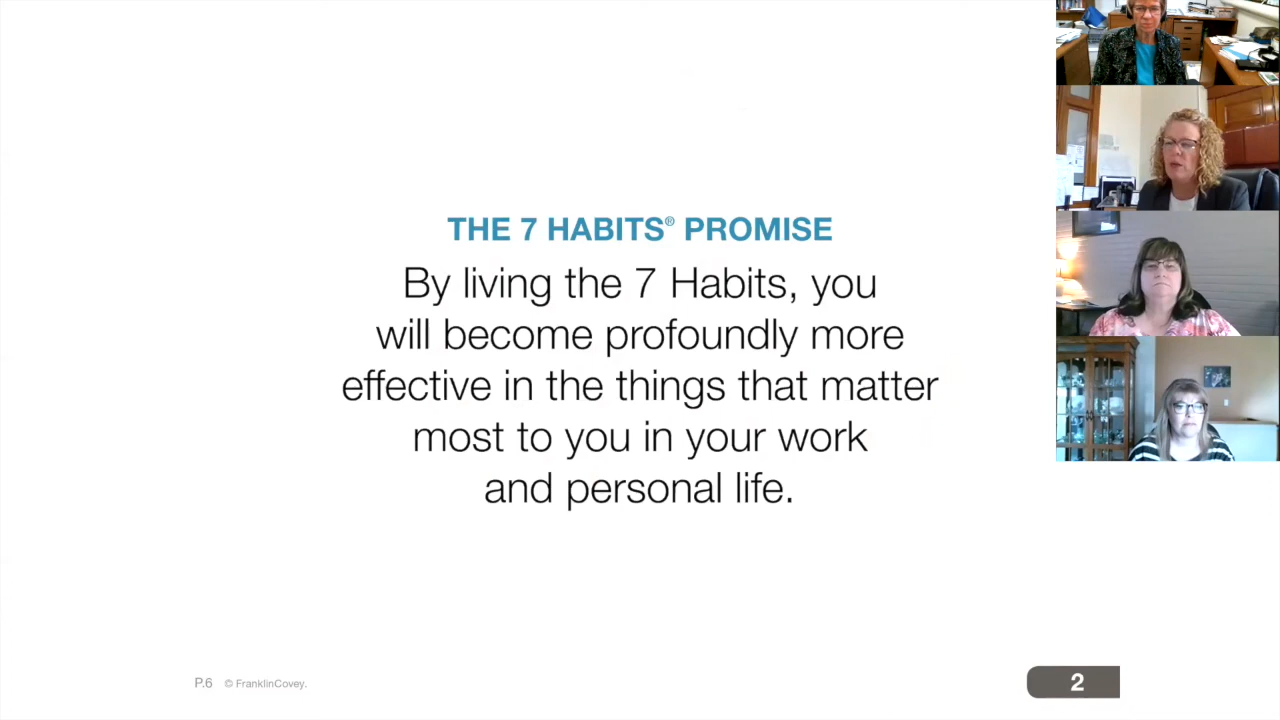 THE 7 HABITS® PROMISE
By living the 7 Habits, you
will become profoundly more
effective in the things that matter
most to you in your work
and personal life.
P.6 © FranklinCovey.
2